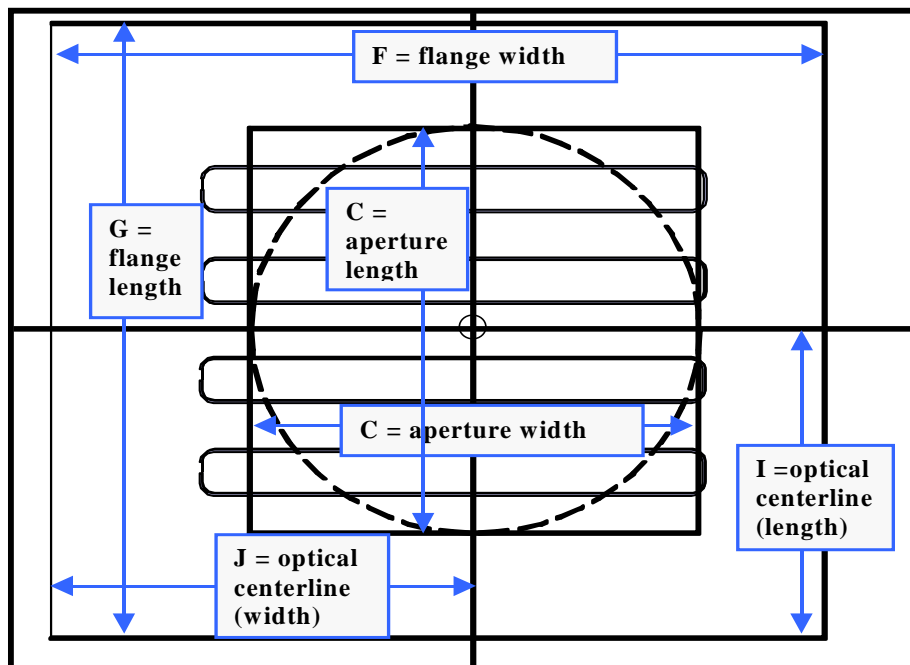 F = flange width
C =
aperture
length
G =
flange
length
C = aperture width
I =optical
centerline
(length)
J = optical
centerline
(width)